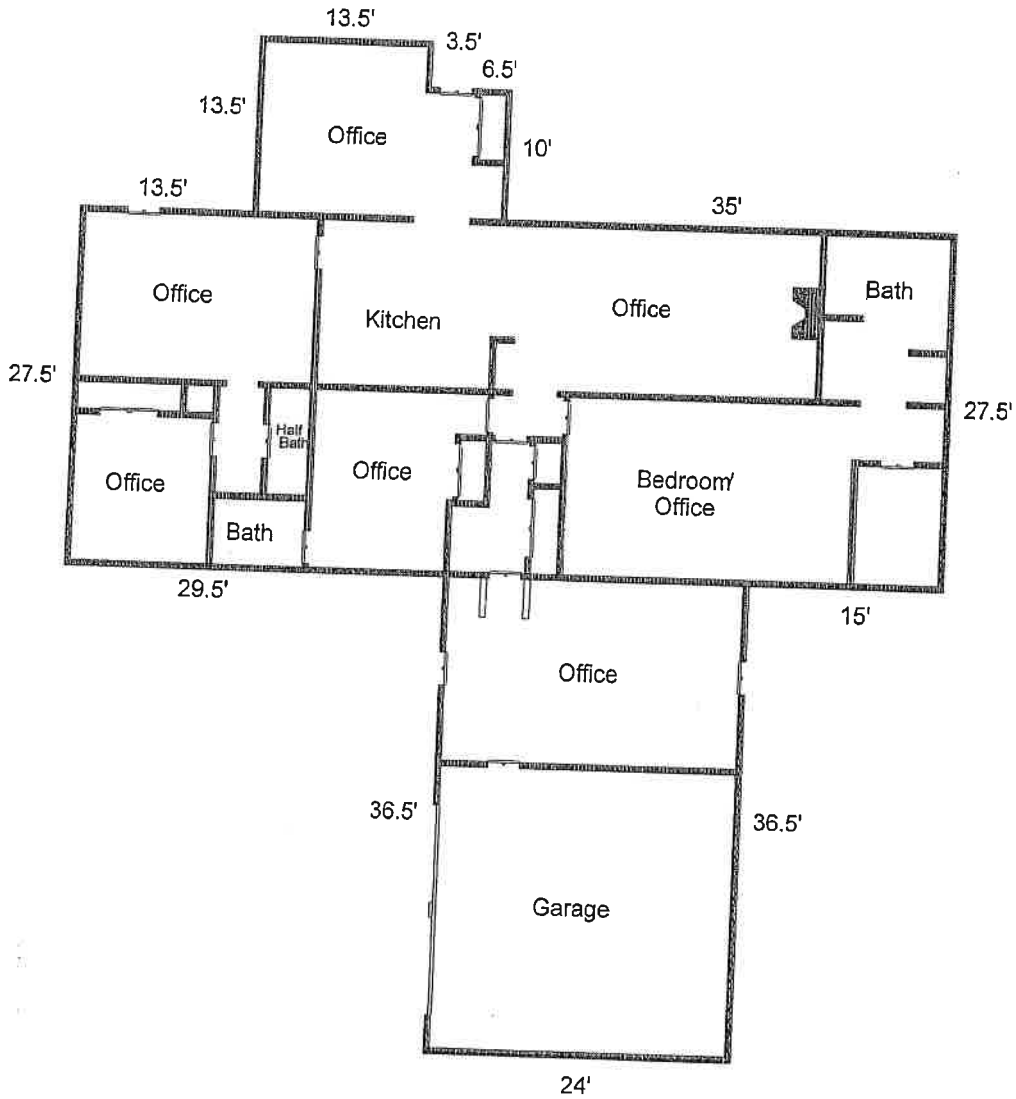 13.5'
3.5'
6.5'
13.5'
Office
10'
13.5'
35'
Office
Kitchen
Office
Bath
27.5'
27.5'
Half
Bath
Office
Office
Bedroom/
Office
Bath
29.5'
15'
Office
36.5'
36.5'
Garage
24'